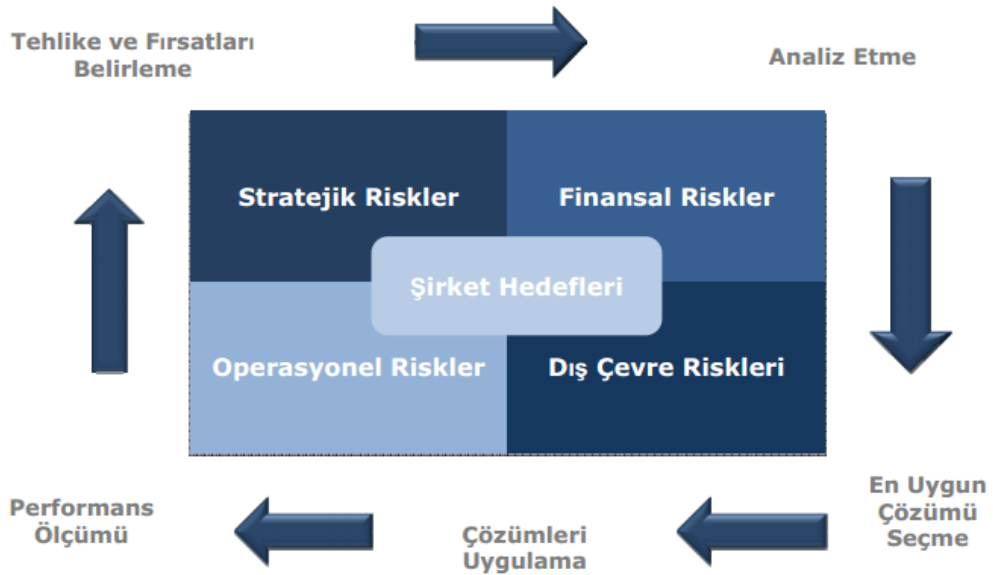 Tehlike ve Fırsatları
Belirleme
Analiz Etme
Stratejik Riskler
Finansal Riskler
Şirket Hedefleri
Operasyonel Riskler
Dış Çevre Riskleri
En Uygun
Çözümü
Seçme
Çözümleri
Uygulama
Performans
Ölçümü